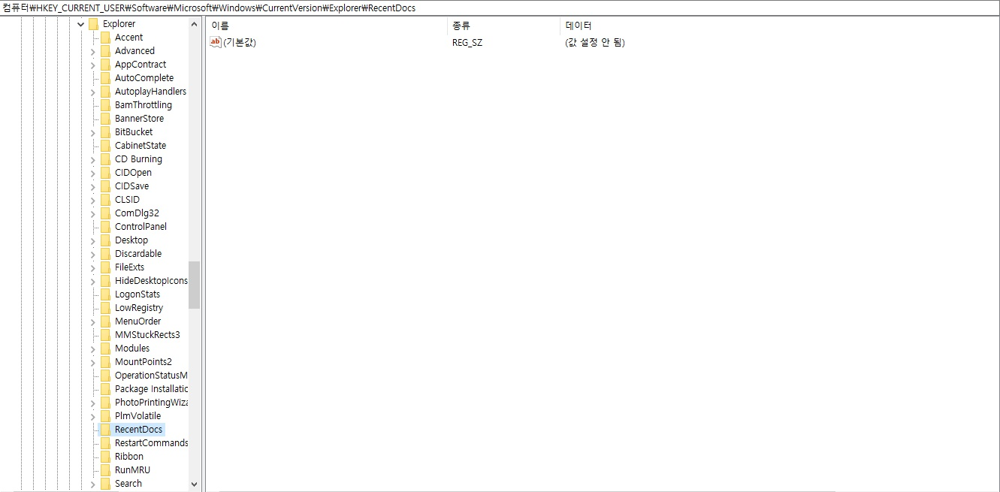 컴퓨터₩HKEY_CURRENT_USER₩Software₩Microsoft₩Windows₩CurrentVersion₩Explorer₩RecentDocs
Explorer
Accent
Advanced
AppContract
AutoComplete
AutoplayHandlers
BamThrottling
BannerStore
BitBucket
CabinetState
CD Burning
CIDOpen
CIDSave
CLSID
ComDlg32
ControlPanel
Desktop
Discardable
FileExts
HideDesktopIcons
LogonStats
LowRegistry
MenuOrder
MMStuckRects3
Modules
MountPoints2
OperationStatusM
Package Installatic
PhotoPrintingWiza
PlmVolatile
RecentDocs
RestartCommands
Ribbon
RunMRU
Search
이름 종류 데이터
ab (기본값) REG_SZ (값 설정 안 됨)